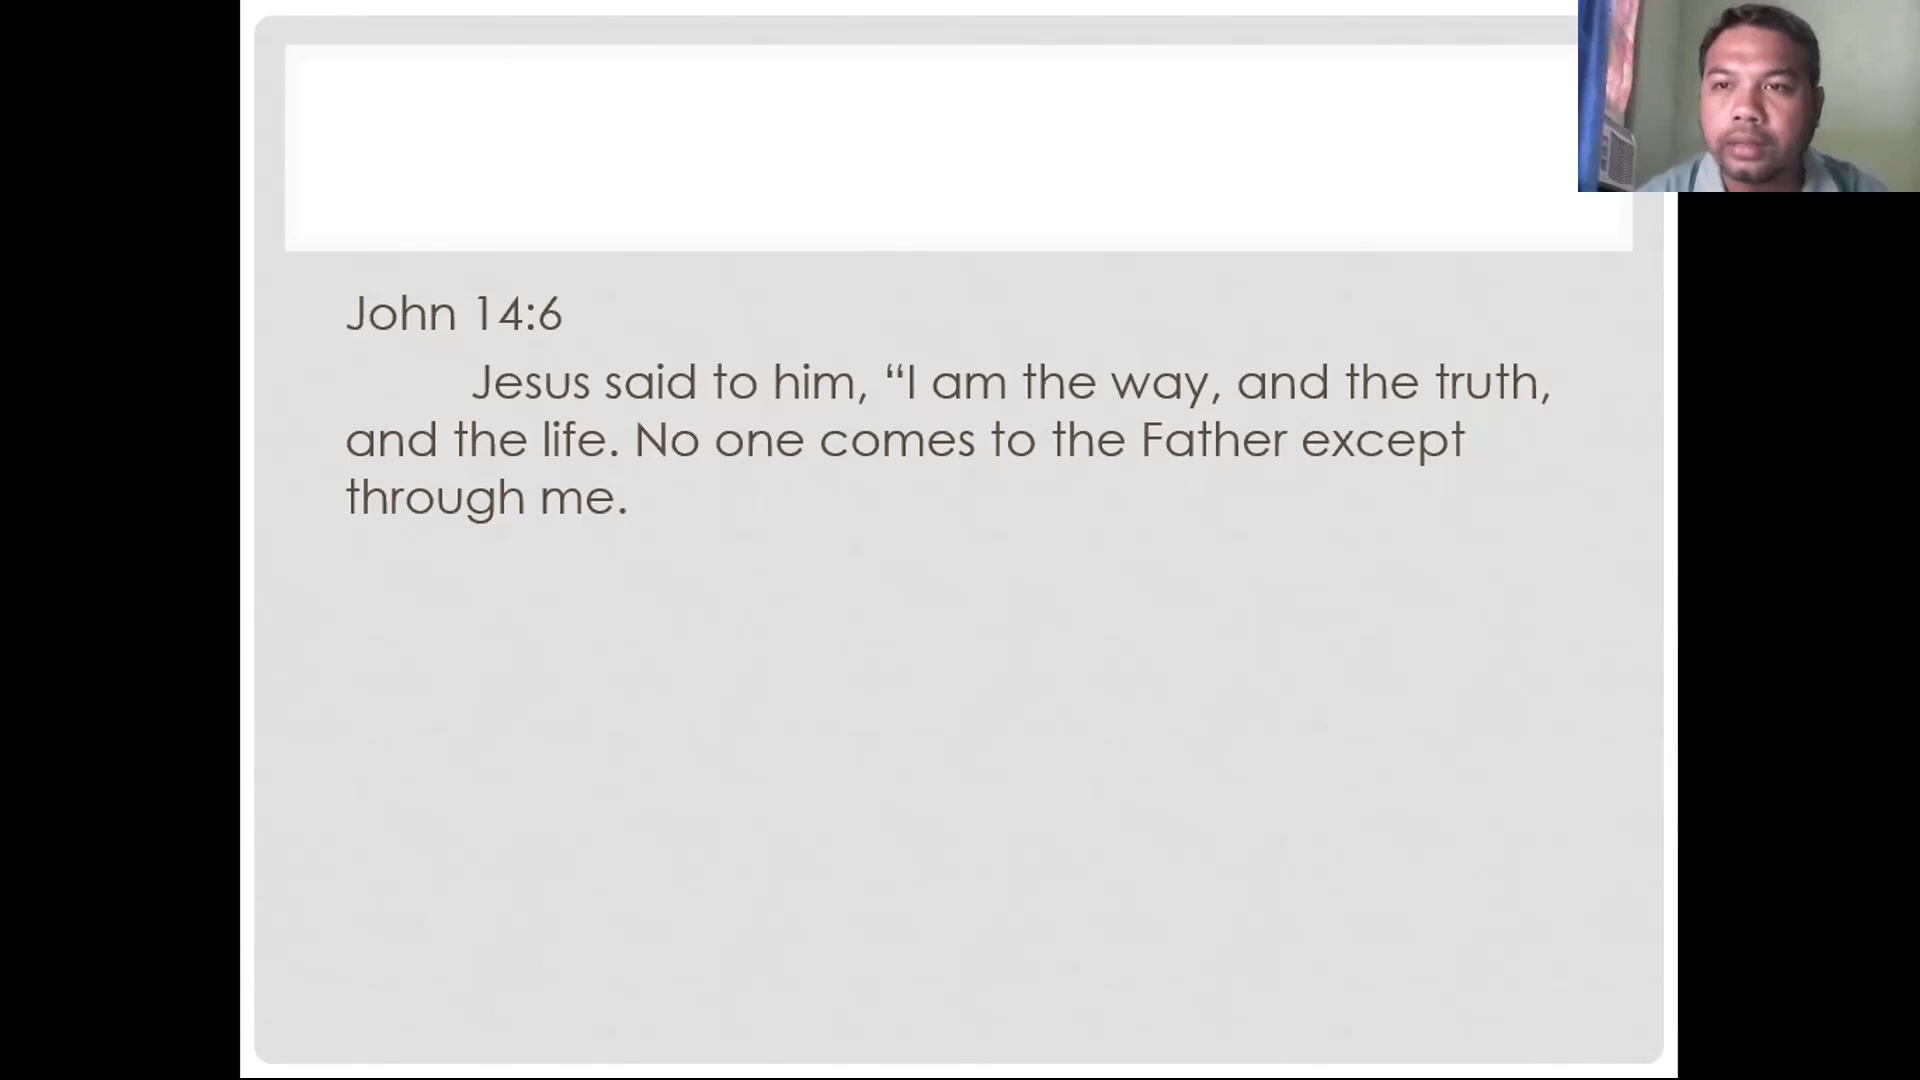 John 14:6
Jesus said to him, “I am the way, and the truth,
and the life. No one comes to the Father except
through me.